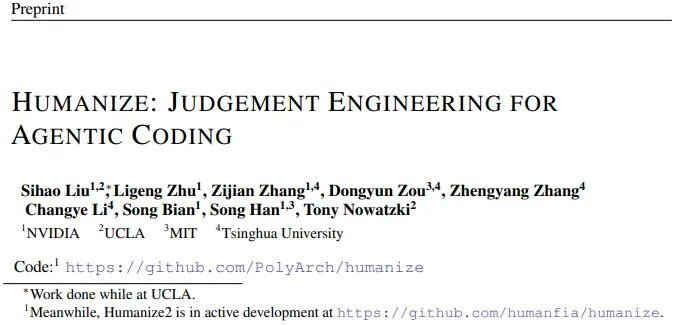 Preprint
HUMANIZE: JUDGEMENT ENGINEERING FOR
AGENTIC CODING
Sihao Liu1,2*, Ligeng Zhu1, Zijian Zhang1,4, Dongyun Zou3,4, Zhengyang Zhang4
Changye Li4, Song Bian1, Song Han1,3, Tony Nowatzki2
1NVIDIA 2UCLA 3MIT 4Tsinghua University
Code:1 https://github.com/PolyArch/humanize
*Work done while at UCLA.
1Meanwhile, Humanize2 is in active development at https://github.com/humanfia/humanize.